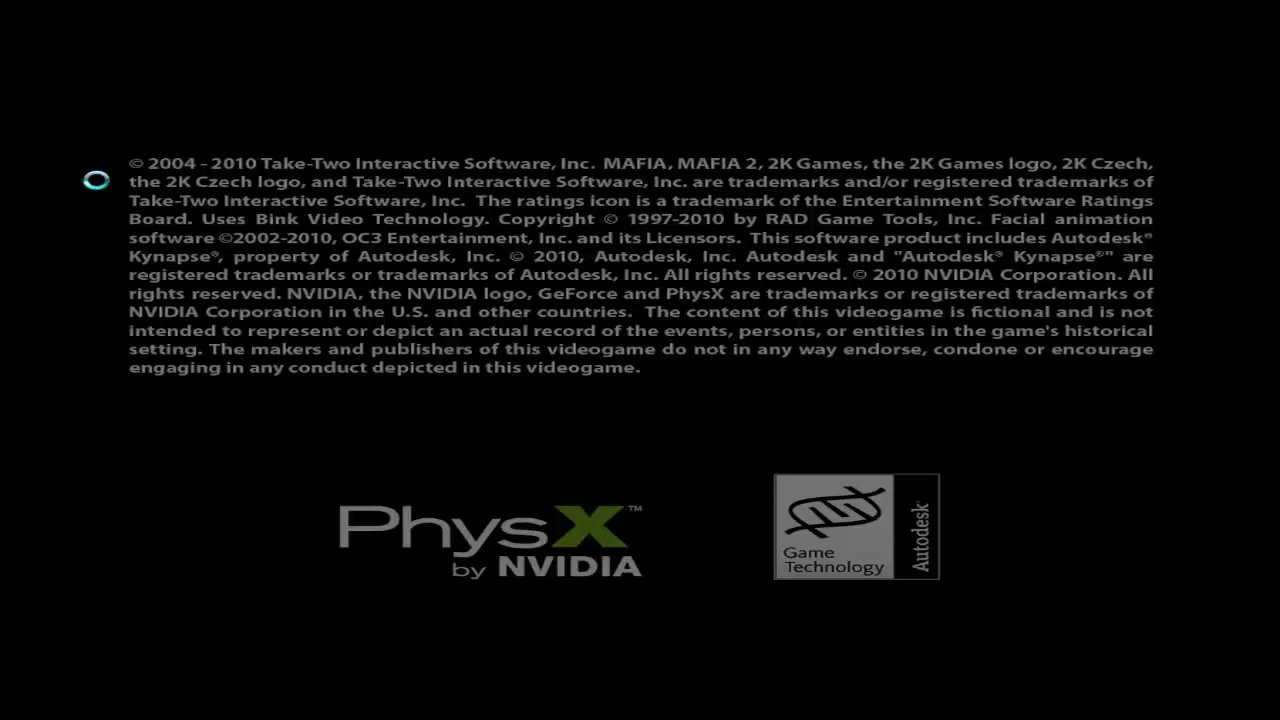 © 2004 - 2010 Take-Two Interactive Software, Inc.  MAFIA, MAFIA 2, 2K Games, the 2K Games logo, 2K Czech,
the 2K Czech logo, and Take-Two Interactive Software, Inc. are trademarks and/or registered trademarks of
Take-Two Interactive Software, Inc.  The ratings icon is a trademark of the Entertainment Software Ratings
Board. Uses Bink Video Technology. Copyright © 1997-2010 by RAD Game Tools, Inc. Facial animation
software ©2002-2010, OC3 Entertainment, Inc. and its Licensors.  This software product includes Autodesk®
Kynapse®, property of Autodesk, Inc. © 2010, Autodesk, Inc. Autodesk and "Autodesk® Kynapse®" are
registered trademarks or trademarks of Autodesk, Inc. All rights reserved. © 2010 NVIDIA Corporation. All
rights reserved. NVIDIA, the NVIDIA logo, GeForce and PhysX are trademarks or registered trademarks of
NVIDIA Corporation in the U.S. and other countries.  The content of this videogame is fictional and is not
intended to represent or depict an actual record of the events, persons, or entities in the game's historical
setting. The makers and publishers of this videogame do not in any way endorse, condone or encourage
engaging in any conduct depicted in this videogame.
PhysX™
by NVIDIA
Game
Technology
Autodesk®